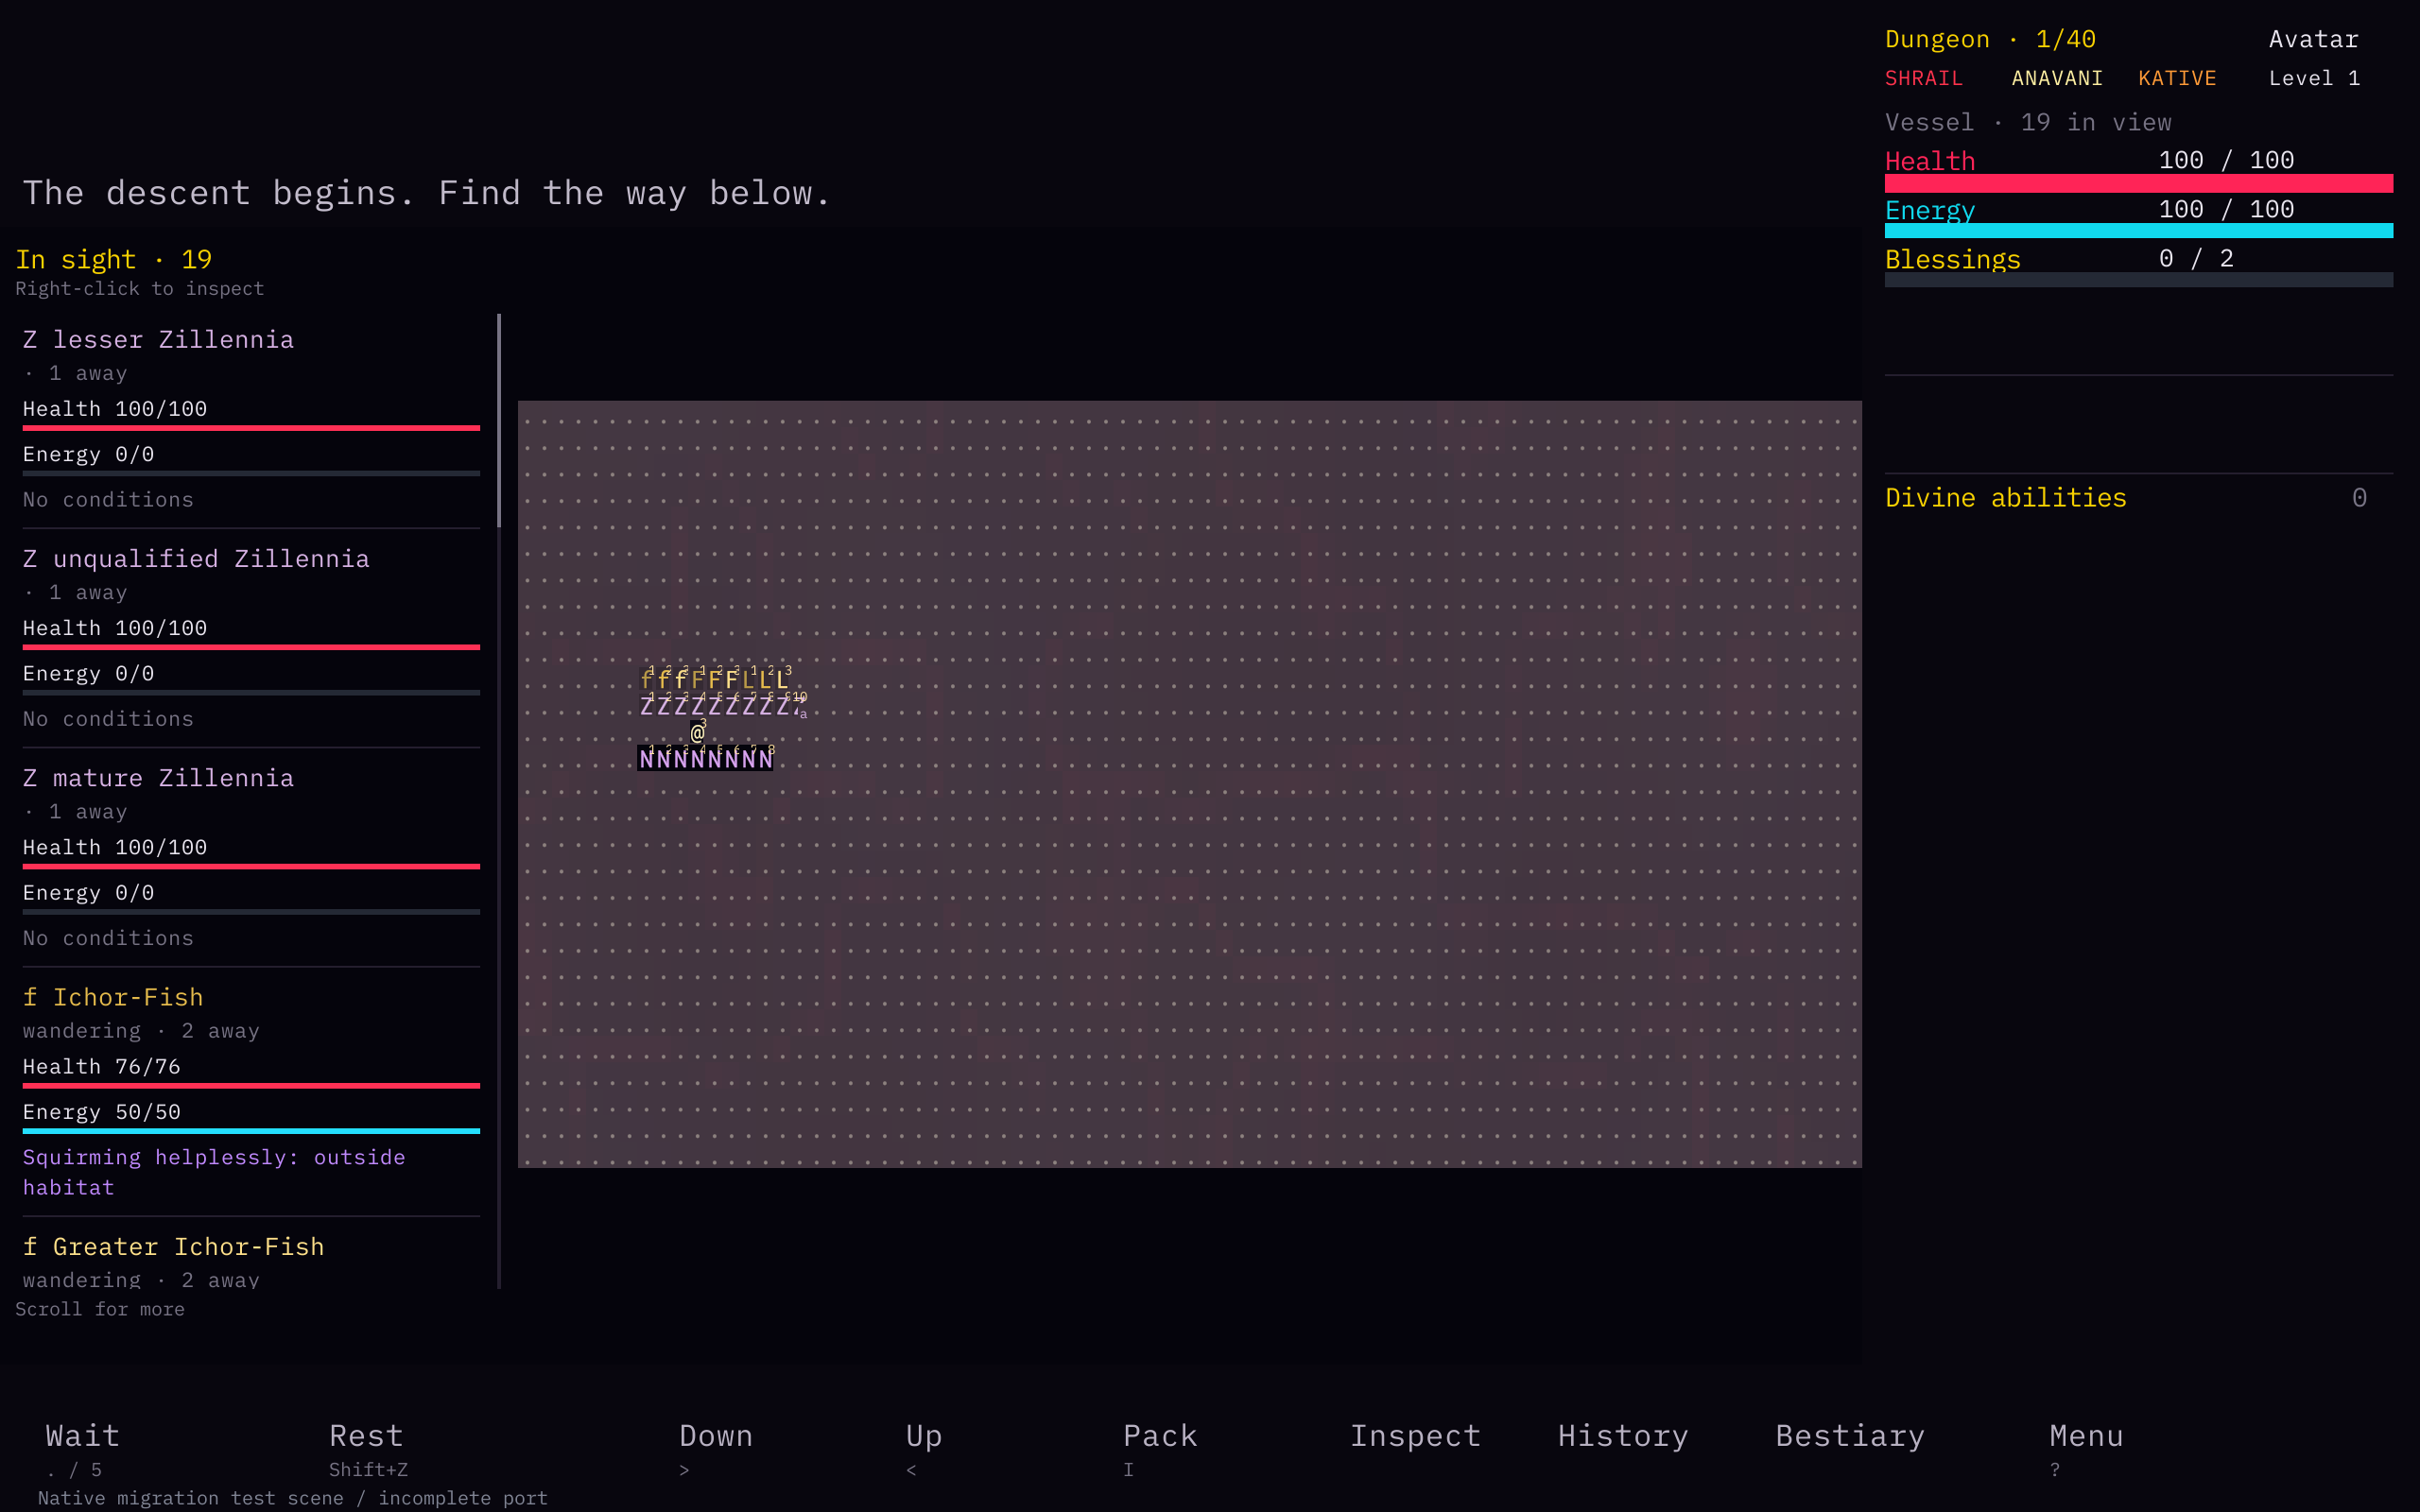 Dungeon · 1/40 Avatar
SHRAIL ANAVANI KATIVE Level 1
Vessel · 19 in view
Health 100 / 100
Energy 100 / 100
Blessings 0 / 2
Divine abilities 0
The descent begins. Find the way below.
In sight · 19
Right-click to inspect
Z lesser Zillennia
· 1 away
Health 100/100
Energy 0/0
No conditions
Z unqualified Zillennia
· 1 away
Health 100/100
Energy 0/0
No conditions
Z mature Zillennia
· 1 away
Health 100/100
Energy 0/0
No conditions
f Ichor-Fish
wandering · 2 away
Health 76/76
Energy 50/50
Squirming helplessly: outside
habitat
f Greater Ichor-Fish
wandering · 2 away
Scroll for more
fffFFFLLL
ZZZZZZZZZ
@
NNNNNNNN
Wait Rest Down Up Pack Inspect History Bestiary Menu
. / 5 Shift+Z > < I ?
Native migration test scene / incomplete port